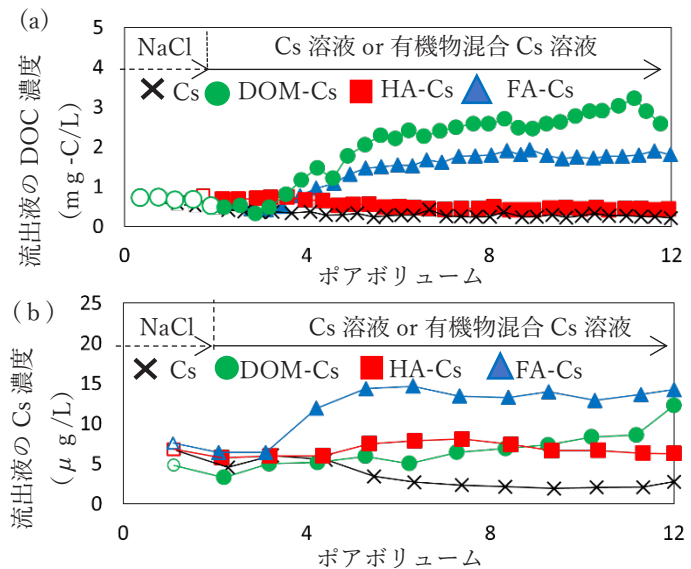 (a)
5
4
3
2
1
0
流出液の DOC 濃度
(mg-C/L)
NaCl
Cs 溶液 or 有機物混合 Cs 溶液
Cs
DOM-Cs
HA-Cs
FA-Cs
0
4
8
12
ポアボリューム
(b)
25
20
15
10
5
0
流出液の Cs 濃度
(μg/L)
NaCl
Cs 溶液 or 有機物混合 Cs 溶液
Cs
DOM-Cs
HA-Cs
FA-Cs
0
4
8
12
ポアボリューム